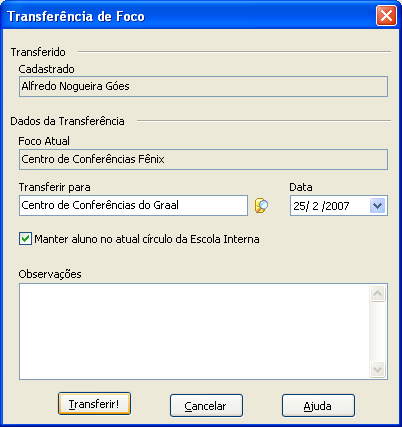 Transferência de Foco
Transferido
Cadastrado
Alfredo Nogueira Góes
Dados da Transferência
Foco Atual
Centro de Conferências Fênix
Transferir para
Data
Centro de Conferências do Graal
25/ 2 /2007
Manter aluno no atual círculo da Escola Interna
Observações
Transferir!
Cancelar
Ajuda